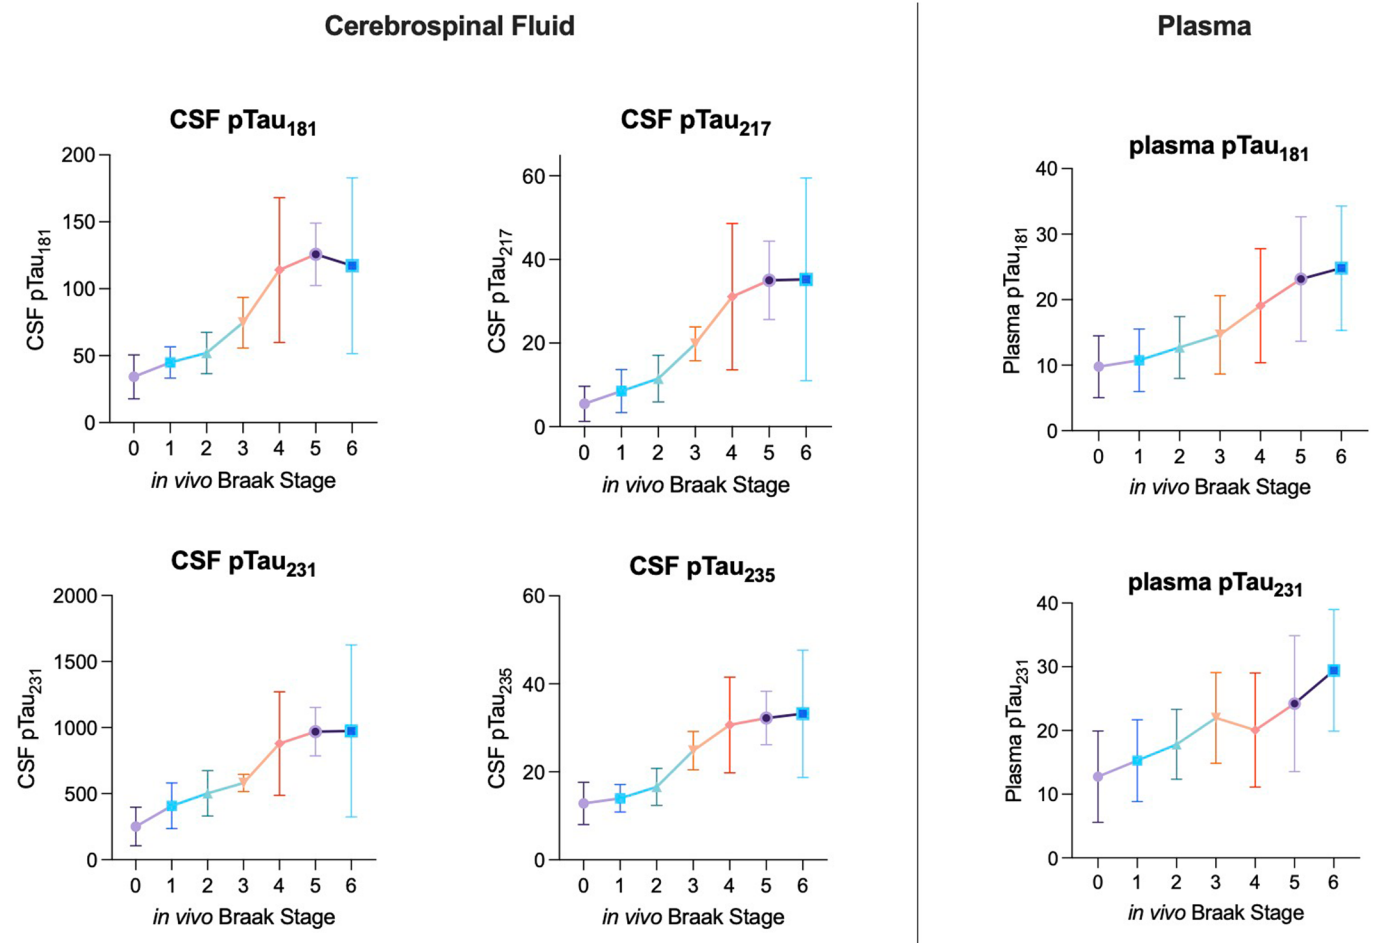 Cerebrospinal Fluid
Plasma
CSF pTau181
CSF pTau181
200
150
100
50
0
0 1 2 3 4 5 6
in vivo Braak Stage
CSF pTau217
CSF pTau217
60
40
20
0
0 1 2 3 4 5 6
in vivo Braak Stage
plasma pTau181
Plasma pTau181
40
30
20
10
0
0 1 2 3 4 5 6
in vivo Braak Stage
CSF pTau231
CSF pTau231
2000
1500
1000
500
0
0 1 2 3 4 5 6
in vivo Braak Stage
CSF pTau235
CSF pTau235
60
40
20
0
0 1 2 3 4 5 6
in vivo Braak Stage
plasma pTau231
Plasma pTau231
40
30
20
10
0
0 1 2 3 4 5 6
in vivo Braak Stage